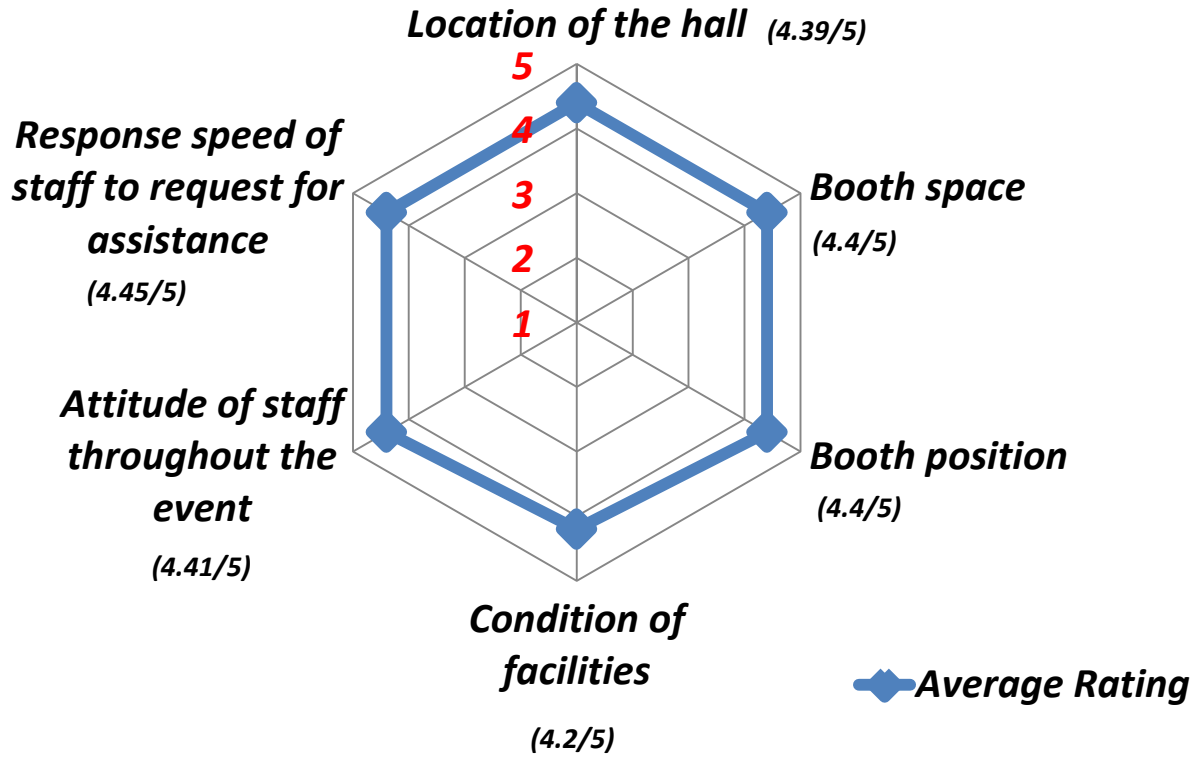 Location of the hall (4.39/5)
5
4
3
2
1
Booth space
(4.4/5)
Booth position
(4.4/5)
Condition of
facilities
(4.2/5)
Attitude of staff
throughout the
event
(4.41/5)
Response speed of
staff to request for
assistance
(4.45/5)
Average Rating